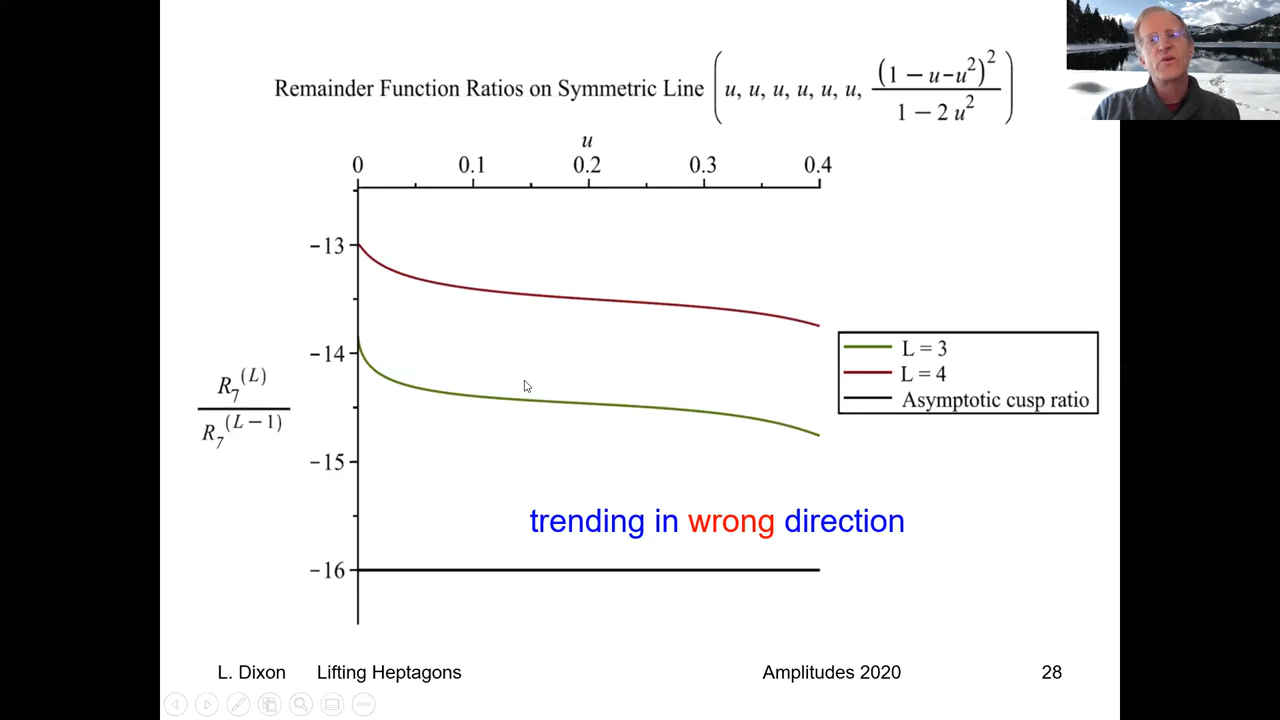 Remainder Function Ratios on Symmetric Line (u, u, u, u, u, u, (1 − u−u²)² / (1 − 2 u²))
u
0 0.1 0.2 0.3 0.4
−13
−14
−15
−16
R₇^(L) / R₇^(L−1)
L = 3
L = 4
Asymptotic cusp ratio
trending in wrong direction
L. Dixon Lifting Heptagons Amplitudes 2020 28